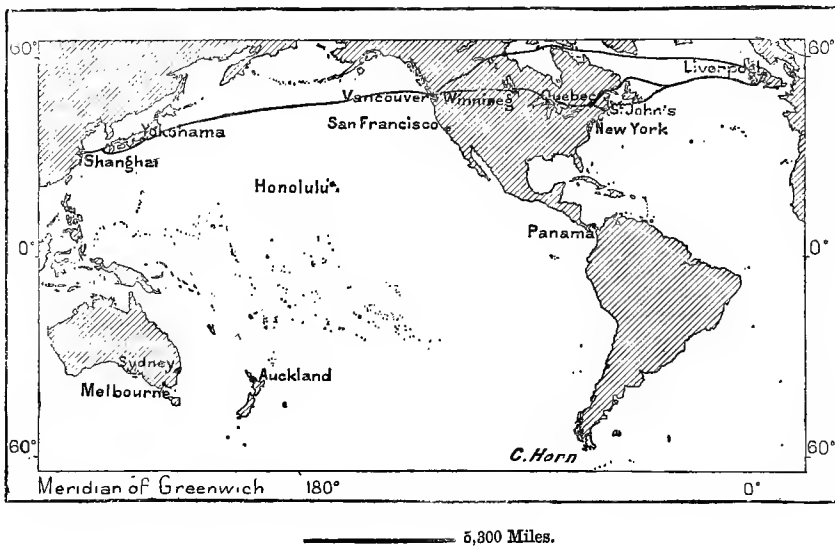 60° 60°
Liverpool
Vancouver Winnipeg Quebec
St. John's
Yokohama San Francisco New York
Shanghai
Honolulu
Panama
0° 0°
Sydney
Auckland
Melbourne
C. Horn
60° 60°
Meridian of Greenwich 180° 0°
5,300 Miles.